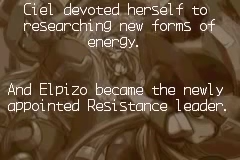 Ciel devoted herself to
researching new forms of
energy.
And Elpizo became the newly
appointed Resistance leader.